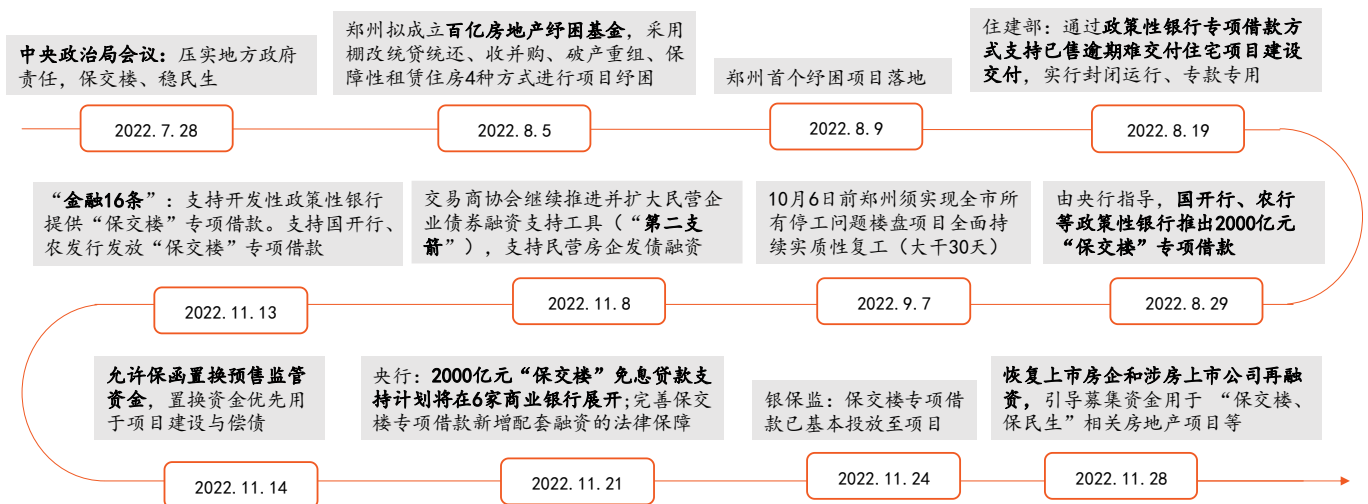 中央政治局会议：压实地方政府
责任，保交楼、稳民生
2022.7.28
郑州拟成立百亿房地产纾困基金，采用
棚改统贷统还、收并购、破产重组、保
障性租赁住房4种方式进行项目纾困
2022.8.5
郑州首个纾困项目落地
2022.8.9
住建部：通过政策性银行专项借款方
式支持已售逾期难交付住宅项目建设
交付，实行封闭运行、专款专用
2022.8.19
由央行指导，国开行、农行
等政策性银行推出2000亿元
“保交楼”专项借款
2022.8.29
10月6日前郑州须实现全市所
有停工问题楼盘项目全面持
续实质性复工（大干30天）
2022.9.7
交易商协会继续推进并扩大民营企
业债券融资支持工具（“第二支
箭”），支持民营房企发债融资
2022.11.8
“金融16条”：支持开发性政策性银行
提供“保交楼”专项借款。支持国开行、
农发行发放“保交楼”专项借款
2022.11.13
允许保函置换预售监管
资金，置换资金优先用
于项目建设与偿债
2022.11.14
央行：2000亿元“保交楼”免息贷款支
持计划将在6家商业银行展开;完善保交
楼专项借款新增配套融资的法律保障
2022.11.21
银保监：保交楼专项借
款已基本投放至项目
2022.11.24
恢复上市房企和涉房上市公司再融
资，引导募集资金用于 “保交楼、
保民生”相关房地产项目等
2022.11.28